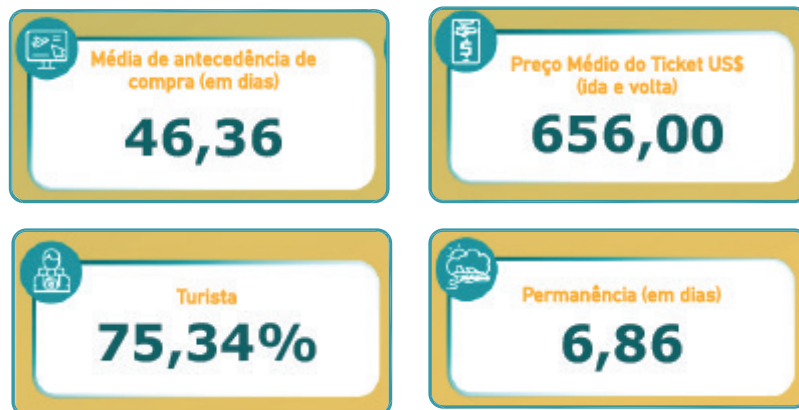 Média de antecedência de
compra (em dias)
46,36
Preço Médio do Ticket US$
(ida e volta)
656,00
Turista
75,34%
Permanência (em dias)
6,86